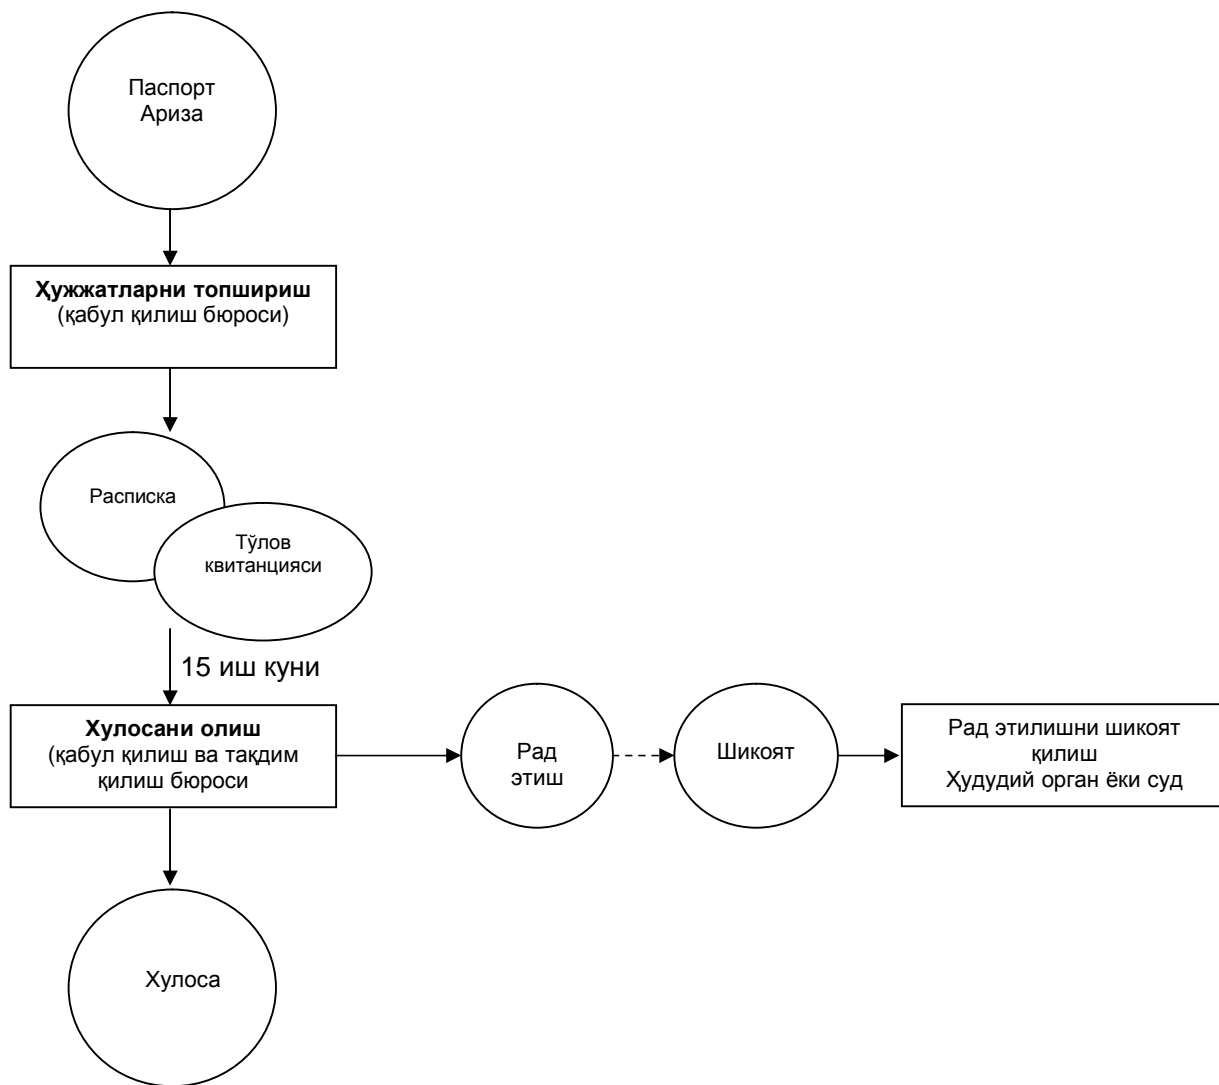 Паспорт
Ариза
Ҳужжатларни топшириш
(қабул қилиш бюроси)
Расписка
Тўлов
квитанцияси
15 иш куни
Хулосани олиш
(қабул қилиш ва тақдим
қилиш бюроси
Рад
этиш
Шикоят
Рад этилишни шикоят
қилиш
Ҳудудий орган ёки суд
Хулоса